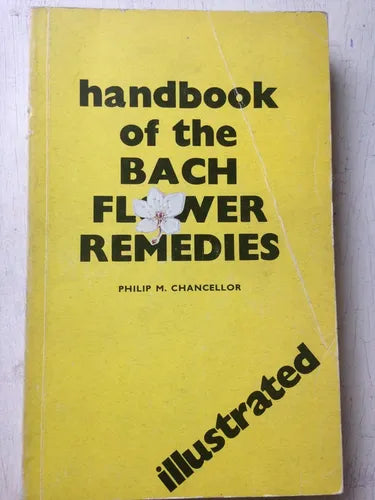 handbook
of the
BACH
FLOWER
REMEDIES
PHILIP M. CHANCELLOR
illustrated